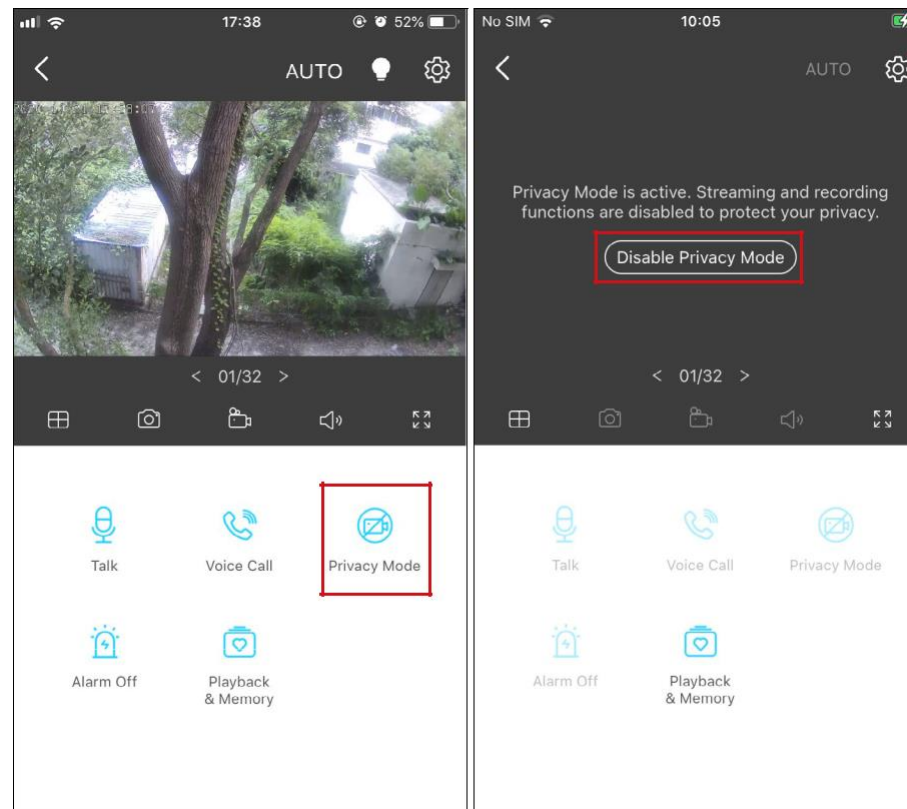 17:38
52%
AUTO
< 01/32 >
Talk
Voice Call
Privacy Mode
Alarm Off
Playback
& Memory
No SIM
10:05
AUTO
Privacy Mode is active. Streaming and recording
functions are disabled to protect your privacy.
Disable Privacy Mode
< 01/32 >
Talk
Voice Call
Privacy Mode
Alarm Off
Playback
& Memory